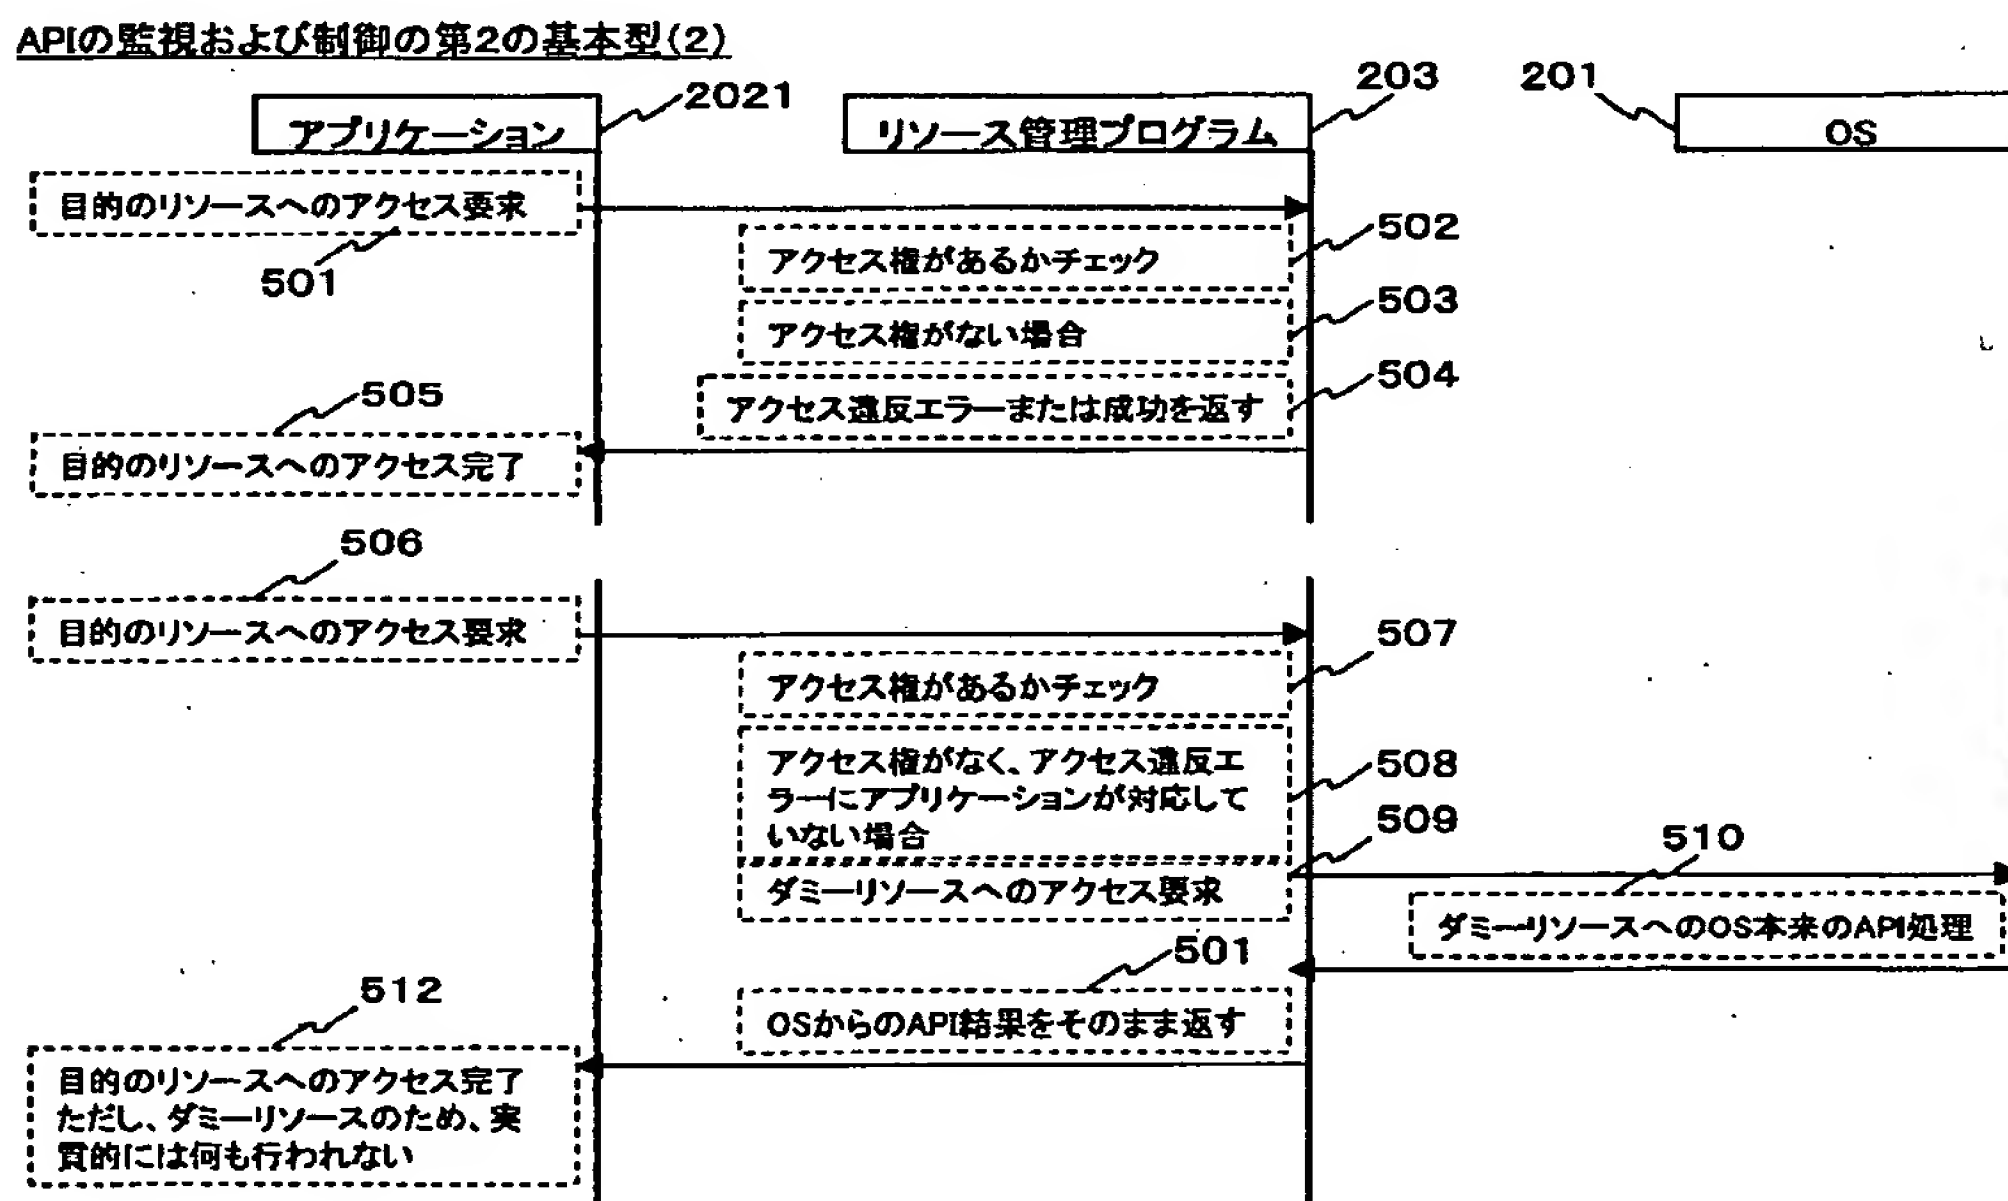 APIの監視および制御の第2の基本型(2)
2021
203
201
アプリケーション
リソース管理プログラム
OS
目的のリソースへのアクセス要求
501
アクセス権があるかチェック
502
アクセス権がない場合
503
アクセス違反エラーまたは成功を返す
504
505
目的のリソースへのアクセス完了
506
目的のリソースへのアクセス要求
507
アクセス権があるかチェック
アクセス権がなく、アクセス違反エ
ラーにアプリケーションが対応して
いない場合
508
509
ダミーリソースへのアクセス要求
510
ダミーリソースへのOS本来のAPI処理
501
OSからのAPI結果をそのまま返す
512
目的のリソースへのアクセス完了
ただし、ダミーリソースのため、実
質的には何も行われない